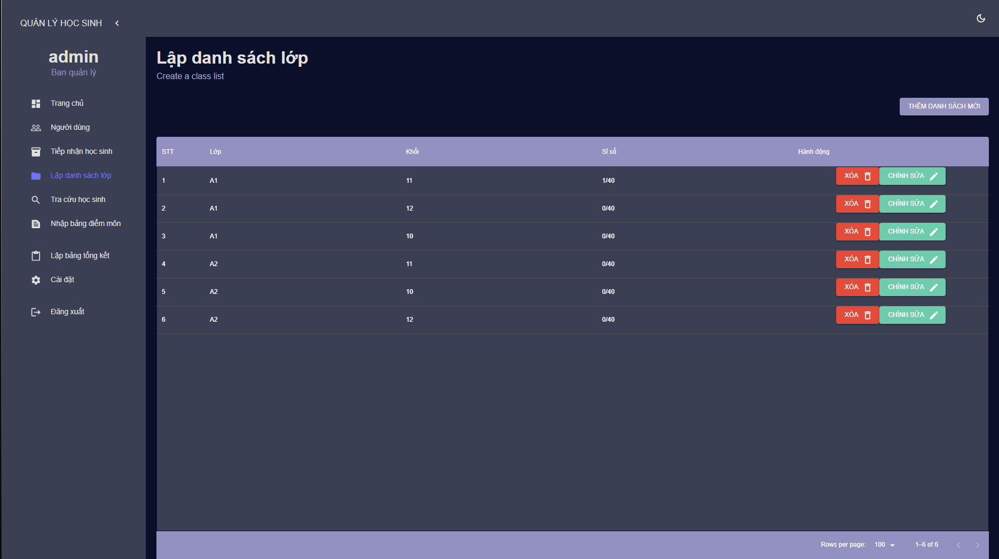 QUẢN LÝ HỌC SINH
admin
Ban quản lý
Trang chủ
Người dùng
Tiếp nhận học sinh
Lập danh sách lớp
Tra cứu học sinh
Nhập bảng điểm môn
Lập bảng tổng kết
Cài đặt
Đăng xuất
Lập danh sách lớp
Create a class list
THÊM DANH SÁCH MỚI
STT Lớp Khối Sỉ số Hành động
1 A1 11 1/40 XÓA CHỈNH SỬA
2 A1 12 0/40 XÓA CHỈNH SỬA
3 A1 10 0/40 XÓA CHỈNH SỬA
4 A2 11 0/40 XÓA CHỈNH SỬA
5 A2 10 0/40 XÓA CHỈNH SỬA
6 A2 12 0/40 XÓA CHỈNH SỬA
Rows per page: 100 1–6 of 6